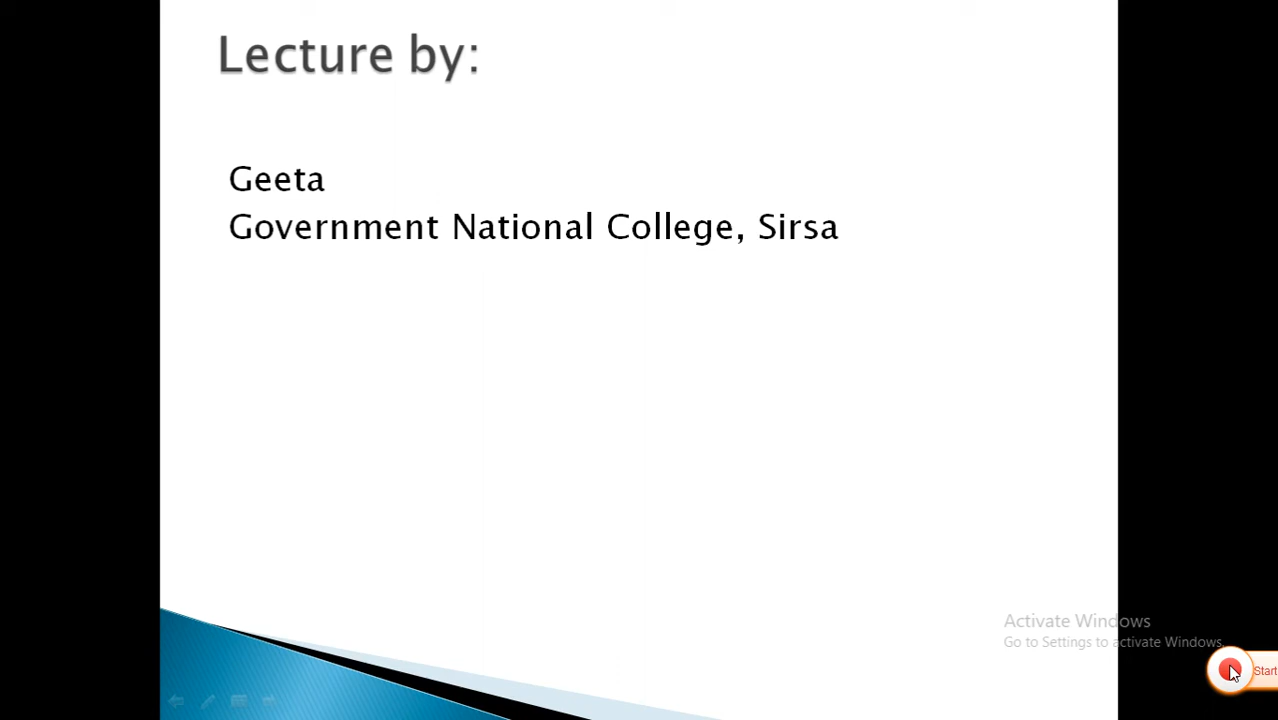 Lecture by:
Geeta
Government National College, Sirsa
Activate Windows
Go to Settings to activate Windows.
Start